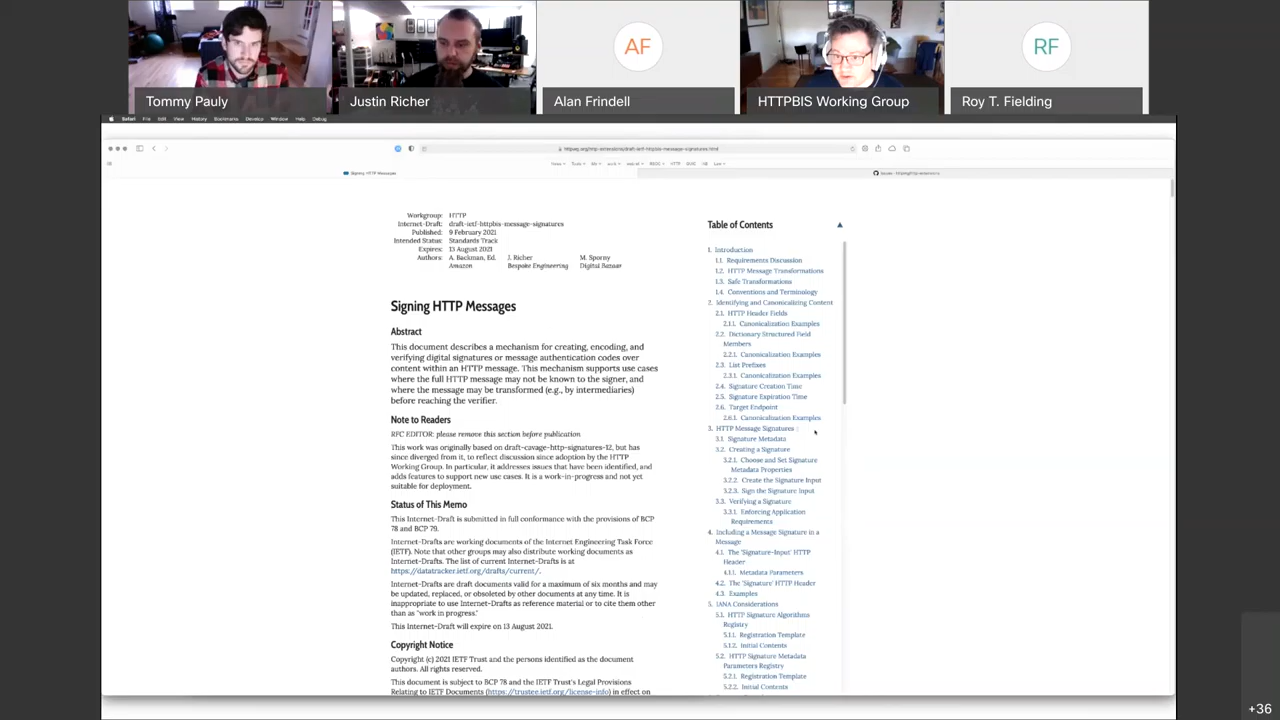 AF
RF
Tommy Pauly
Justin Richer
Alan Frindell
HTTPBIS Working Group
Roy T. Fielding
Safari File Edit View History Bookmarks Develop Window Help Debug
httpwg.org/http-extensions/draft-ietf-httpbis-message-signatures.html
Signing HTTP Messages
Workgroup: HTTP
Internet-Draft: draft-ietf-httpbis-message-signatures
Published: 9 February 2021
Intended Status: Standards Track
Expires: 13 August 2021
Authors: A. Backman, Ed. J. Richer M. Sporny
Amazon Bespoke Engineering Digital Bazaar
Signing HTTP Messages
Abstract
This document describes a mechanism for creating, encoding, and
verifying digital signatures or message authentication codes over
content within an HTTP message. This mechanism supports use cases
where the full HTTP message may not be known to the signer, and
where the message may be transformed (e.g., by intermediaries)
before reaching the verifier.
Note to Readers
RFC EDITOR: please remove this section before publication
This work was originally based on draft-cavage-http-signatures-12, but has
since diverged from it, to reflect discussion since adoption by the HTTP
Working Group. In particular, it addresses issues that have been identified, and
adds features to support new use cases. It is a work-in-progress and not yet
suitable for deployment.
Status of This Memo
This Internet-Draft is submitted in full conformance with the provisions of BCP
78 and BCP 79.
Internet-Drafts are working documents of the Internet Engineering Task Force
(IETF). Note that other groups may also distribute working documents as
Internet-Drafts. The list of current Internet-Drafts is at
https://datatracker.ietf.org/drafts/current/.
Internet-Drafts are draft documents valid for a maximum of six months and may
be updated, replaced, or obsoleted by other documents at any time. It is
inappropriate to use Internet-Drafts as reference material or to cite them other
than as "work in progress."
This Internet-Draft will expire on 13 August 2021.
Copyright Notice
Copyright (c) 2021 IETF Trust and the persons identified as the document
authors. All rights reserved.
This document is subject to BCP 78 and the IETF Trust's Legal Provisions
Relating to IETF Documents (https://trustee.ietf.org/license-info) in effect on
Table of Contents
1. Introduction
1.1. Requirements Discussion
1.2. HTTP Message Transformations
1.3. Safe Transformations
1.4. Conventions and Terminology
2. Identifying and Canonicalizing Content
2.1. HTTP Header Fields
2.1.1. Canonicalization Examples
2.2. Dictionary Structured Field
Members
2.2.1. Canonicalization Examples
2.3. List Prefixes
2.3.1. Canonicalization Examples
2.4. Signature Creation Time
2.5. Signature Expiration Time
2.6. Target Endpoint
2.6.1. Canonicalization Examples
3. HTTP Message Signatures
3.1. Signature Metadata
3.2. Creating a Signature
3.2.1. Choose and Set Signature
Metadata Properties
3.2.2. Create the Signature Input
3.2.3. Sign the Signature Input
3.3. Verifying a Signature
3.3.1. Enforcing Application
Requirements
4. Including a Message Signature in a
Message
4.1. The 'Signature-Input' HTTP
Header
4.1.1. Metadata Parameters
4.2. The 'Signature' HTTP Header
4.3. Examples
5. IANA Considerations
5.1. HTTP Signature Algorithms
Registry
5.1.1. Registration Template
5.1.2. Initial Contents
5.2. HTTP Signature Metadata
Parameters Registry
5.2.1. Registration Template
5.2.2. Initial Contents
+36